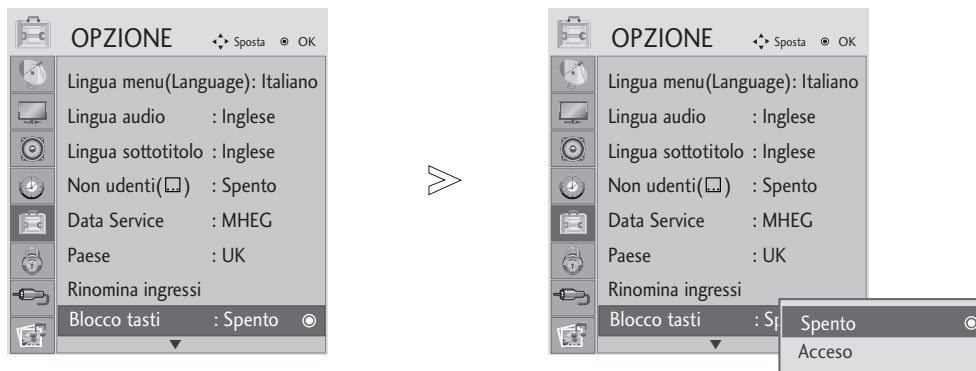 OPZIONE Sposta OK
Lingua menu(Language): Italiano
Lingua audio : Inglese
Lingua sottotitolo : Inglese
Non udenti( ) : Spento
Data Service : MHEG
Paese : UK
Rinomina ingressi
Blocco tasti : Spento
>
OPZIONE Sposta OK
Lingua menu(Language): Italiano
Lingua audio : Inglese
Lingua sottotitolo : Inglese
Non udenti( ) : Spento
Data Service : MHEG
Paese : UK
Rinomina ingressi
Blocco tasti : Sp
Spento
Acceso